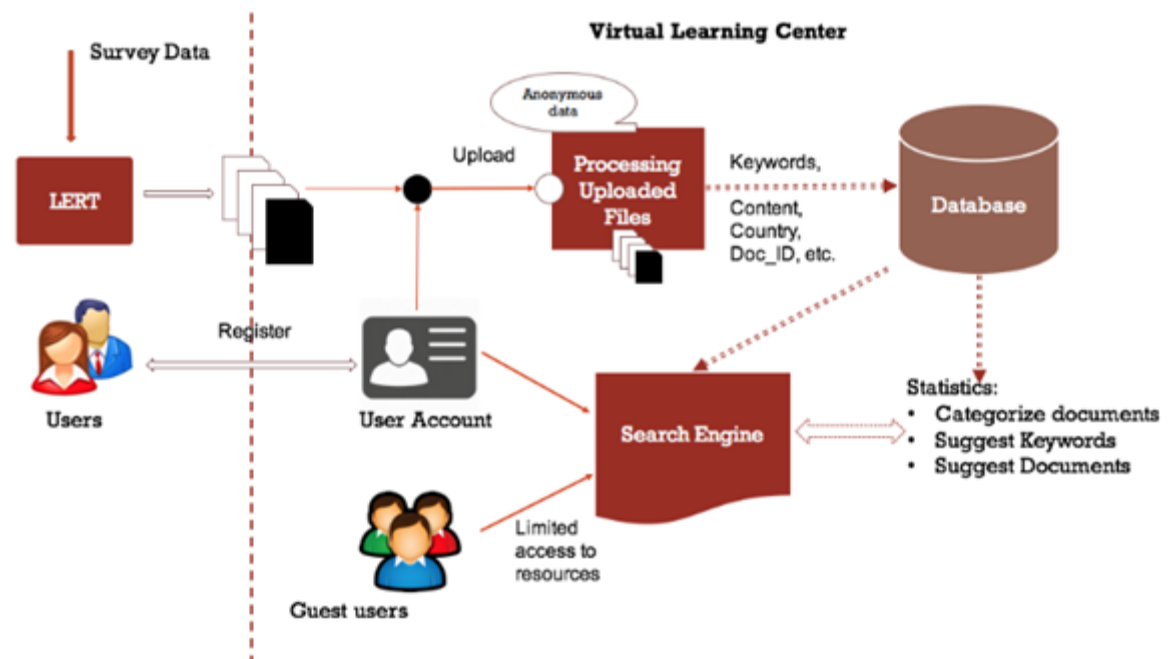 Virtual Learning Center
Survey Data
Anonymous
data
Upload
Processing
Uploaded
Files
Keywords,
Content,
Country,
Doc_ID, etc.
Database
LERT
Register
Users
User Account
Search Engine
Statistics:
• Categorize documents
• Suggest Keywords
• Suggest Documents
Limited
access to
resources
Guest users